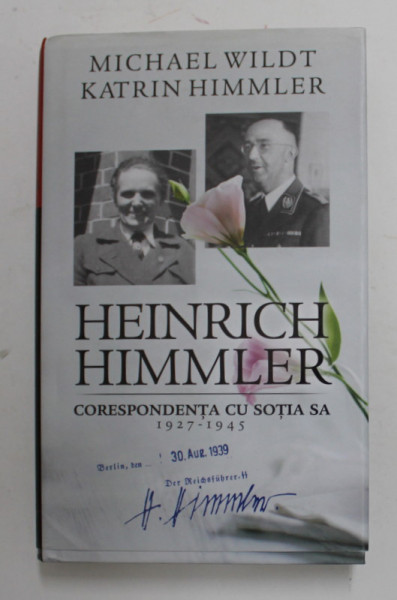 MICHAEL WILDT
KATRIN HIMMLER
HEINRICH
HIMMLER
CORESPONDENȚA CU SOȚIA SA
1927-1945
Berlin, den 30. Aug. 1939
Der Reichsführer-SS
H. Himmler